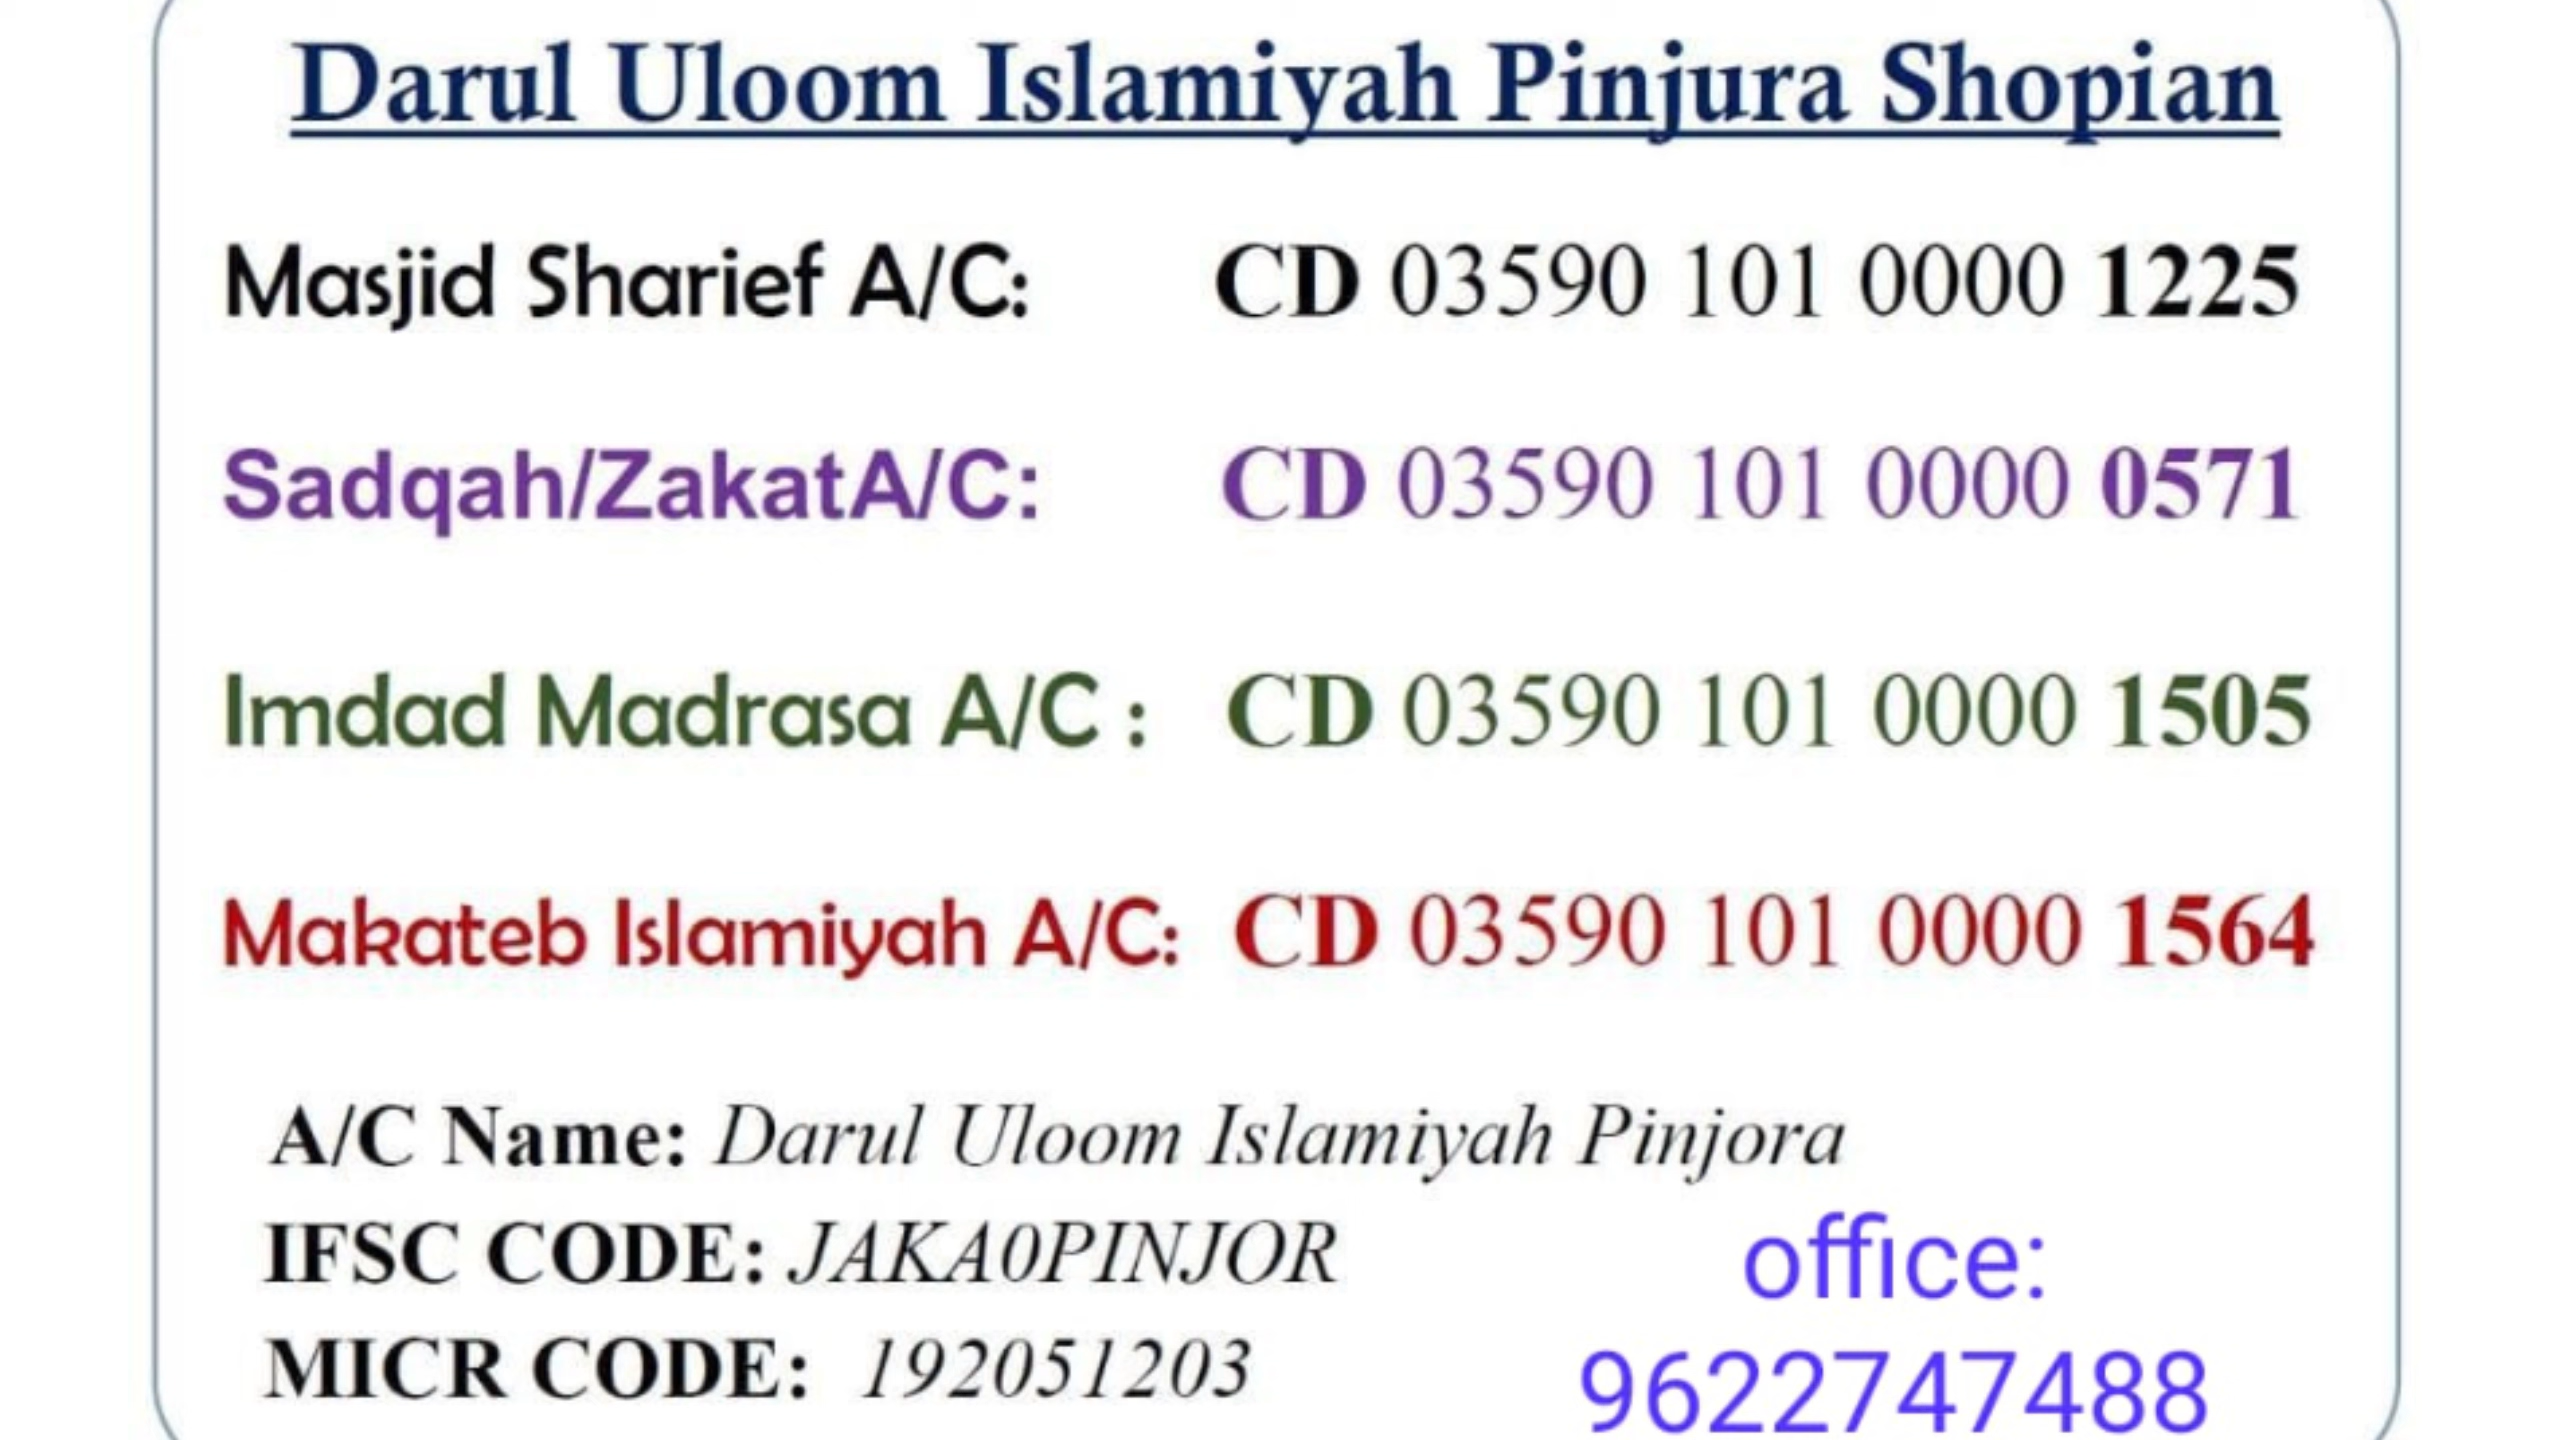 Darul Uloom Islamiyah Pinjura Shopian
Masjid Sharief A/C: CD 03590 101 0000 1225
Sadqah/ZakatA/C: CD 03590 101 0000 0571
Imdad Madrasa A/C : CD 03590 101 0000 1505
Makateb Islamiyah A/C: CD 03590 101 0000 1564
A/C Name: Darul Uloom Islamiyah Pinjora
IFSC CODE: JAKA0PINJOR
MICR CODE: 192051203
office:
9622747488